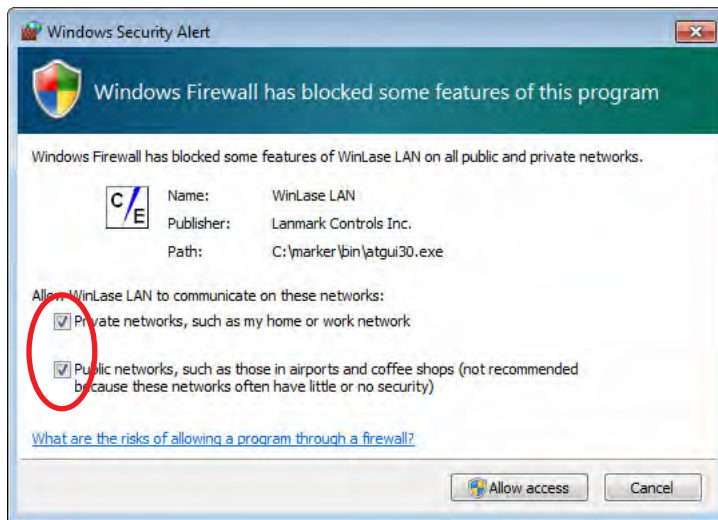 Windows Security Alert
Windows Firewall has blocked some features of this program
Windows Firewall has blocked some features of WinLase LAN on all public and private networks.
C/E
Name: WinLase LAN
Publisher: Lanmark Controls Inc.
Path: C:\marker\bin\atgui30.exe
Allow WinLase LAN to communicate on these networks:
Private networks, such as my home or work network
Public networks, such as those in airports and coffee shops (not recommended
because these networks often have little or no security)
What are the risks of allowing a program through a firewall?
Allow access Cancel